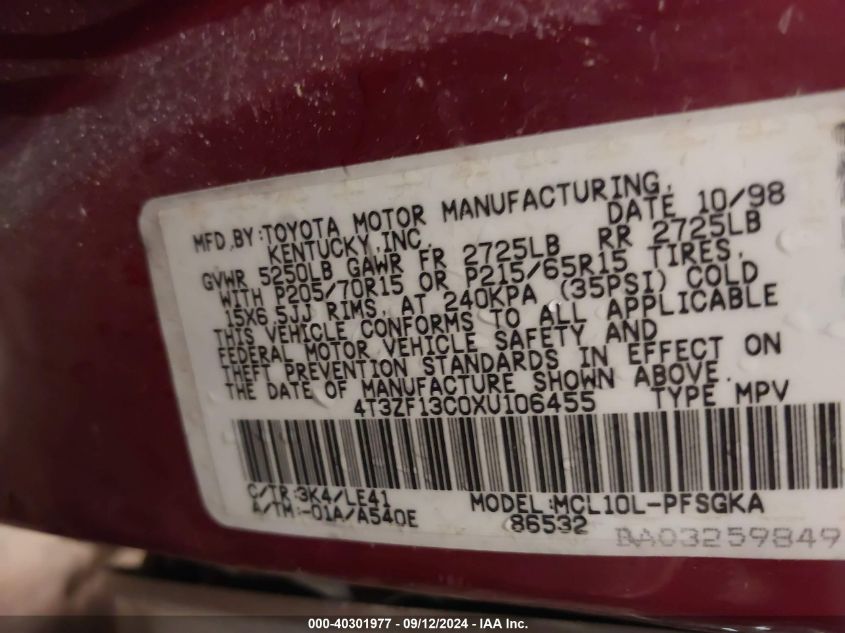 MFD.BY:TOYOTA MOTOR MANUFACTURING,
KENTUCKY,INC. DATE 10/98
GVWR 5250LB GAWR FR 2725LB RR 2725LB
WITH P205/70R15 OR P215/65R15 TIRES,
15X6.5JJ RIMS, AT 240KPA (35PSI) COLD
THIS VEHICLE CONFORMS TO ALL APPLICABLE
FEDERAL MOTOR VEHICLE SAFETY AND
THEFT PREVENTION STANDARDS IN EFFECT ON
THE DATE OF MANUFACTURE SHOWN ABOVE.
4T3ZF13C0XU106455 TYPE MPV
C/TR:3K4/LE41 MODEL:MCL10L-PFSGKA
A/TM:-01A/A540E 86532 BA03259849
000-40301977 - 09/12/2024 - © IAA Inc.